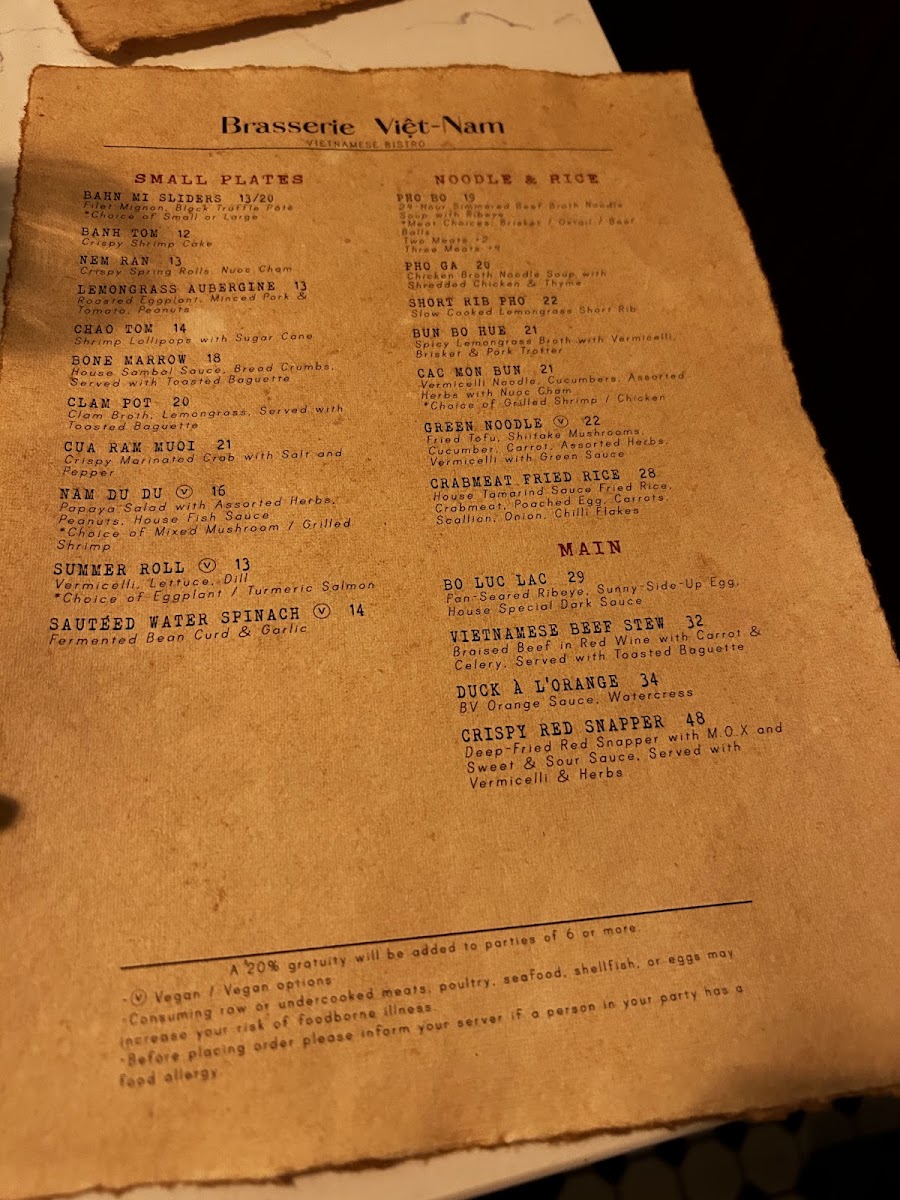 Brasserie Việt-Nam
VIETNAMESE BISTRO
SMALL PLATES
BAHN MI SLIDERS 13/20
Filet Mignon, Black Truffle Pate
*Choice of Small or Large
BANH TOM 12
Crispy Shrimp Cake
NEM RAN 13
Crispy Spring Rolls, Nuoc Cham
LEMONGRASS AUBERGINE 13
Roasted Eggplant, Minced Pork &
Tomato, Peanuts
CHAO TOM 14
Shrimp Lollipops with Sugar Cane
BONE MARROW 18
House Sambal Sauce, Bread Crumbs,
Served with Toasted Baguette
CLAM POT 20
Clam Broth, Lemongrass, Served with
Toasted Baguette
CUA RAM MUOI 21
Crispy Marinated Crab with Salt and
Pepper
NAM DU DU Ⓥ 16
Papaya Salad with Assorted Herbs,
Peanuts, House Fish Sauce
*Choice of Mixed Mushroom / Grilled
Shrimp
SUMMER ROLL Ⓥ 13
Vermicelli, Lettuce, Dill
*Choice of Eggplant / Turmeric Salmon
SAUTÉED WATER SPINACH Ⓥ 14
Fermented Bean Curd & Garlic
NOODLE & RICE
PHO BO 19
24-Hour Simmered Beef Broth Noodle
Soup with Ribeye
*Meat Choices: Brisket / Oxtail / Beef
Balls
Two Meats +2
Three Meats +4
PHO GA 20
Chicken Broth Noodle Soup with
Shredded Chicken & Thyme
SHORT RIB PHO 22
Slow Cooked Lemongrass Short Rib
BUN BO HUE 21
Spicy Lemongrass Broth with Vermicelli,
Brisket & Pork Trotter
CAC MON BUN 21
Vermicelli Noodle, Cucumbers, Assorted
Herbs with Nuoc Cham
*Choice of Grilled Shrimp / Chicken
GREEN NOODLE Ⓥ 22
Fried Tofu, Shiitake Mushrooms,
Cucumber, Carrot, Assorted Herbs,
Vermicelli with Green Sauce
CRABMEAT FRIED RICE 28
House Tamarind Sauce Fried Rice,
Crabmeat, Poached Egg, Carrots,
Scallion, Onion, Chilli Flakes
MAIN
BO LUC LAC 29
Pan-Seared Ribeye, Sunny-Side-Up Egg,
House Special Dark Sauce
VIETNAMESE BEEF STEW 32
Braised Beef in Red Wine with Carrot &
Celery, Served with Toasted Baguette
DUCK À L'ORANGE 34
BV Orange Sauce, Watercress
CRISPY RED SNAPPER 48
Deep-Fried Red Snapper with M.O.X and
Sweet & Sour Sauce, Served with
Vermicelli & Herbs
A 20% gratuity will be added to parties of 6 or more
-Ⓥ Vegan / Vegan options
-Consuming raw or undercooked meats, poultry, seafood, shellfish, or eggs may
increase your risk of foodborne illness.
-Before placing order please inform your server if a person in your party has a
food allergy.